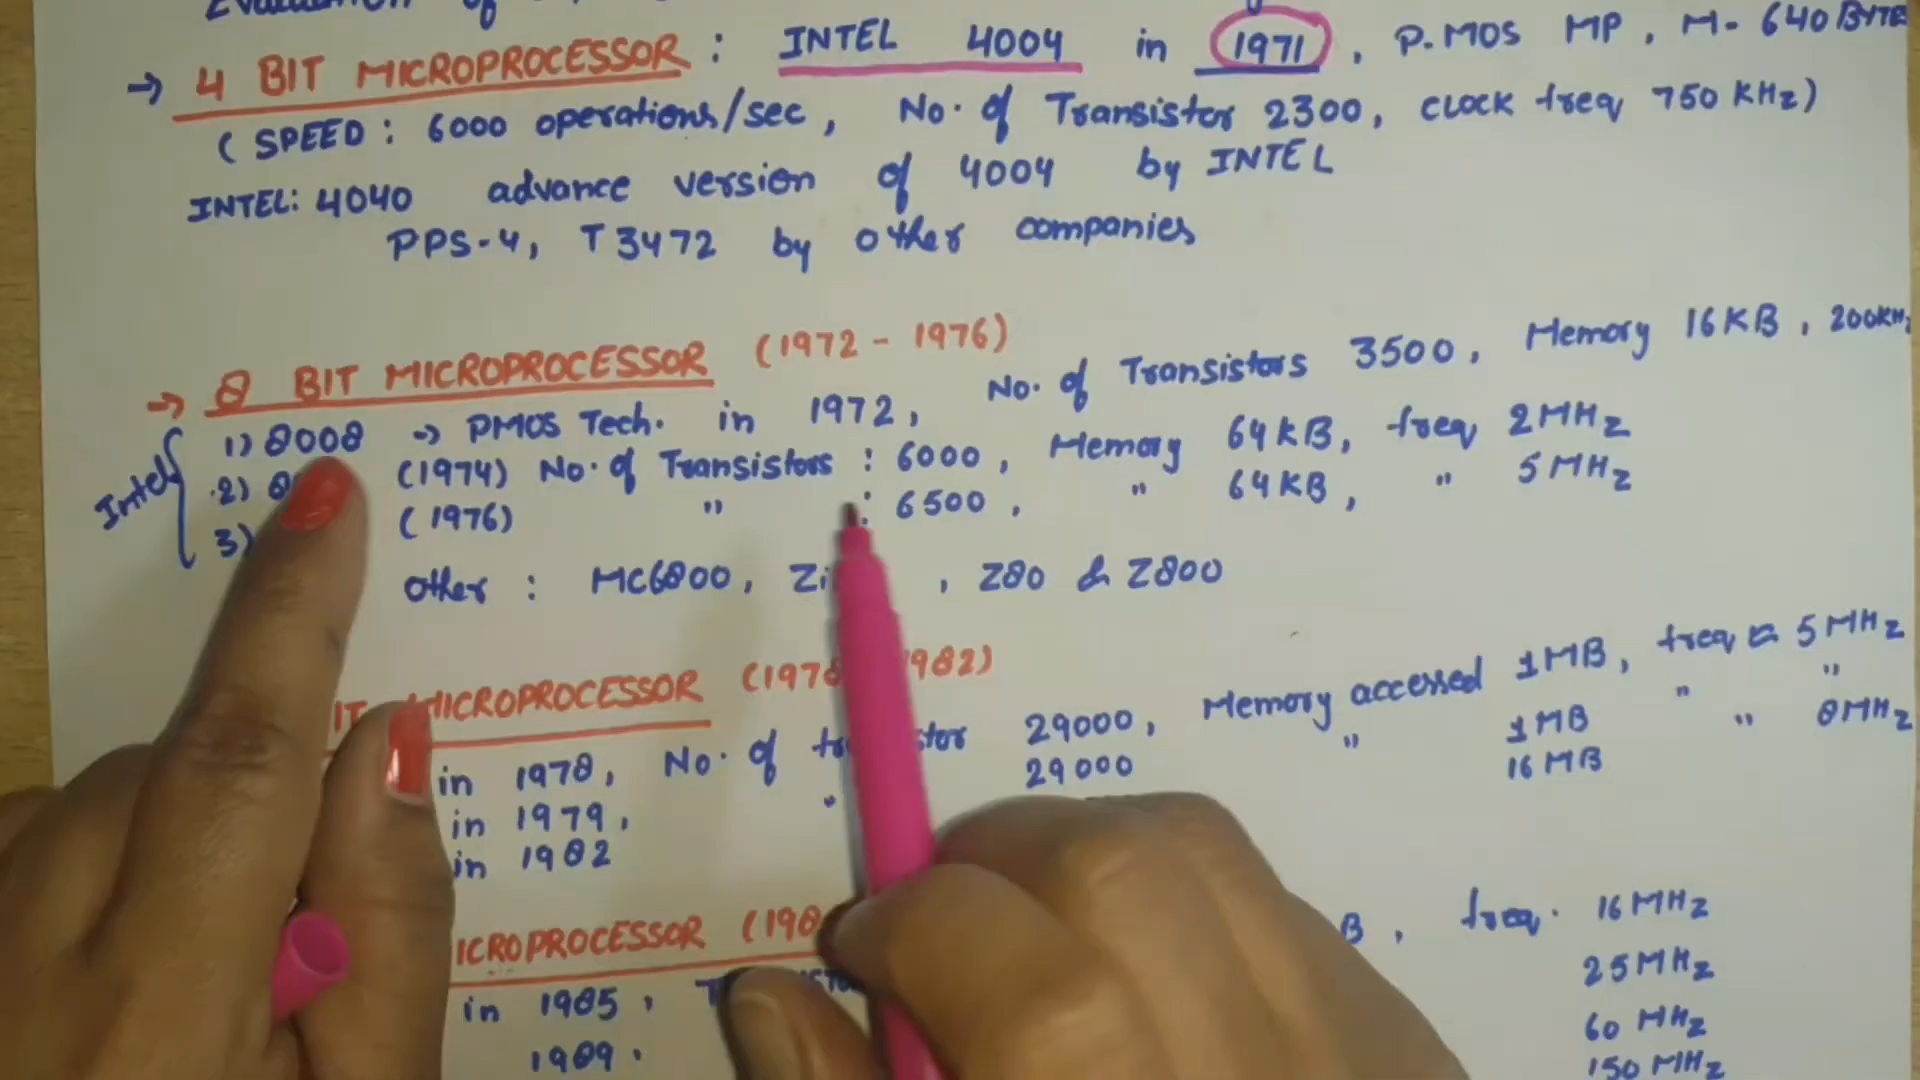 of
→ 4 BIT MICROPROCESSOR : INTEL 4004 in 1971, P-MOS MP, M- 640 BYTE
(SPEED: 6000 operations/sec, No. of Transistor 2300, clock freq 750 KHz)
INTEL: 4040 advance version of 4004 by INTEL
PPS-4, T3472 by other companies
→ 8 BIT MICROPROCESSOR (1972 - 1976)
Intel
1) 8008 → PMOS Tech. in 1972, No. of Transistors 3500, Memory 16KB, 200KHz
2) (1974) No. of Transistors : 6000, Memory 64KB, freq 2MHz
3) (1976) " : 6500, " 64KB, " 5MHz
Other : MC6800, , Z80 & Z800
MICROPROCESSOR 1982)
in 1978, No. of 29000, Memory accessed 1MB, freq 5MHz
in 1979, " 29000 " 1MB " "
in 1982 16MB " 8MHz
MICROPROCESSOR
in 1985, freq. 16MHz
1989. 25MHz
60 MHz
150 MHz